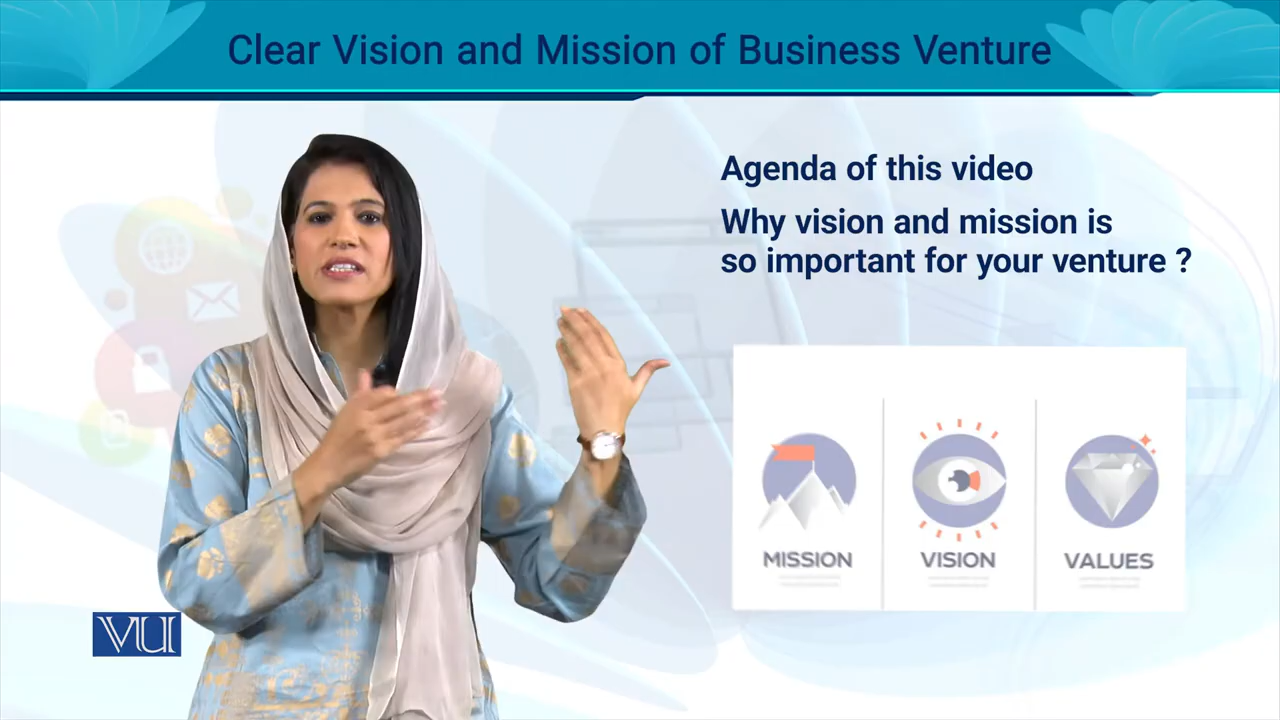 Clear Vision and Mission of Business Venture
Agenda of this video
Why vision and mission is
so important for your venture ?
MISSION
VISION
VALUES
VU